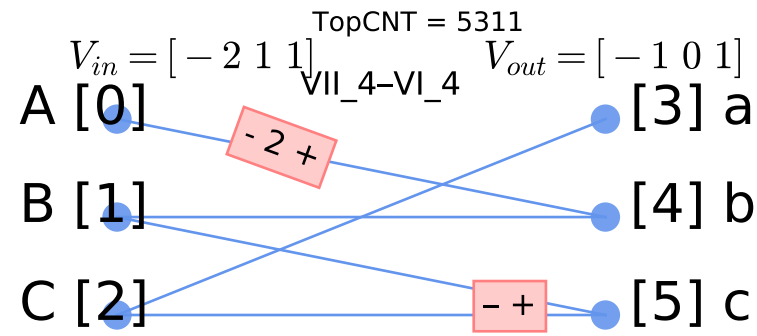 TopCNT = 5311
V_in = [ − 2 1 1] V_out = [ − 1 0 1]
VII_4–VI_4
A [0] [3] a
- 2 +
B [1] [4] b
C [2] [5] c
– +